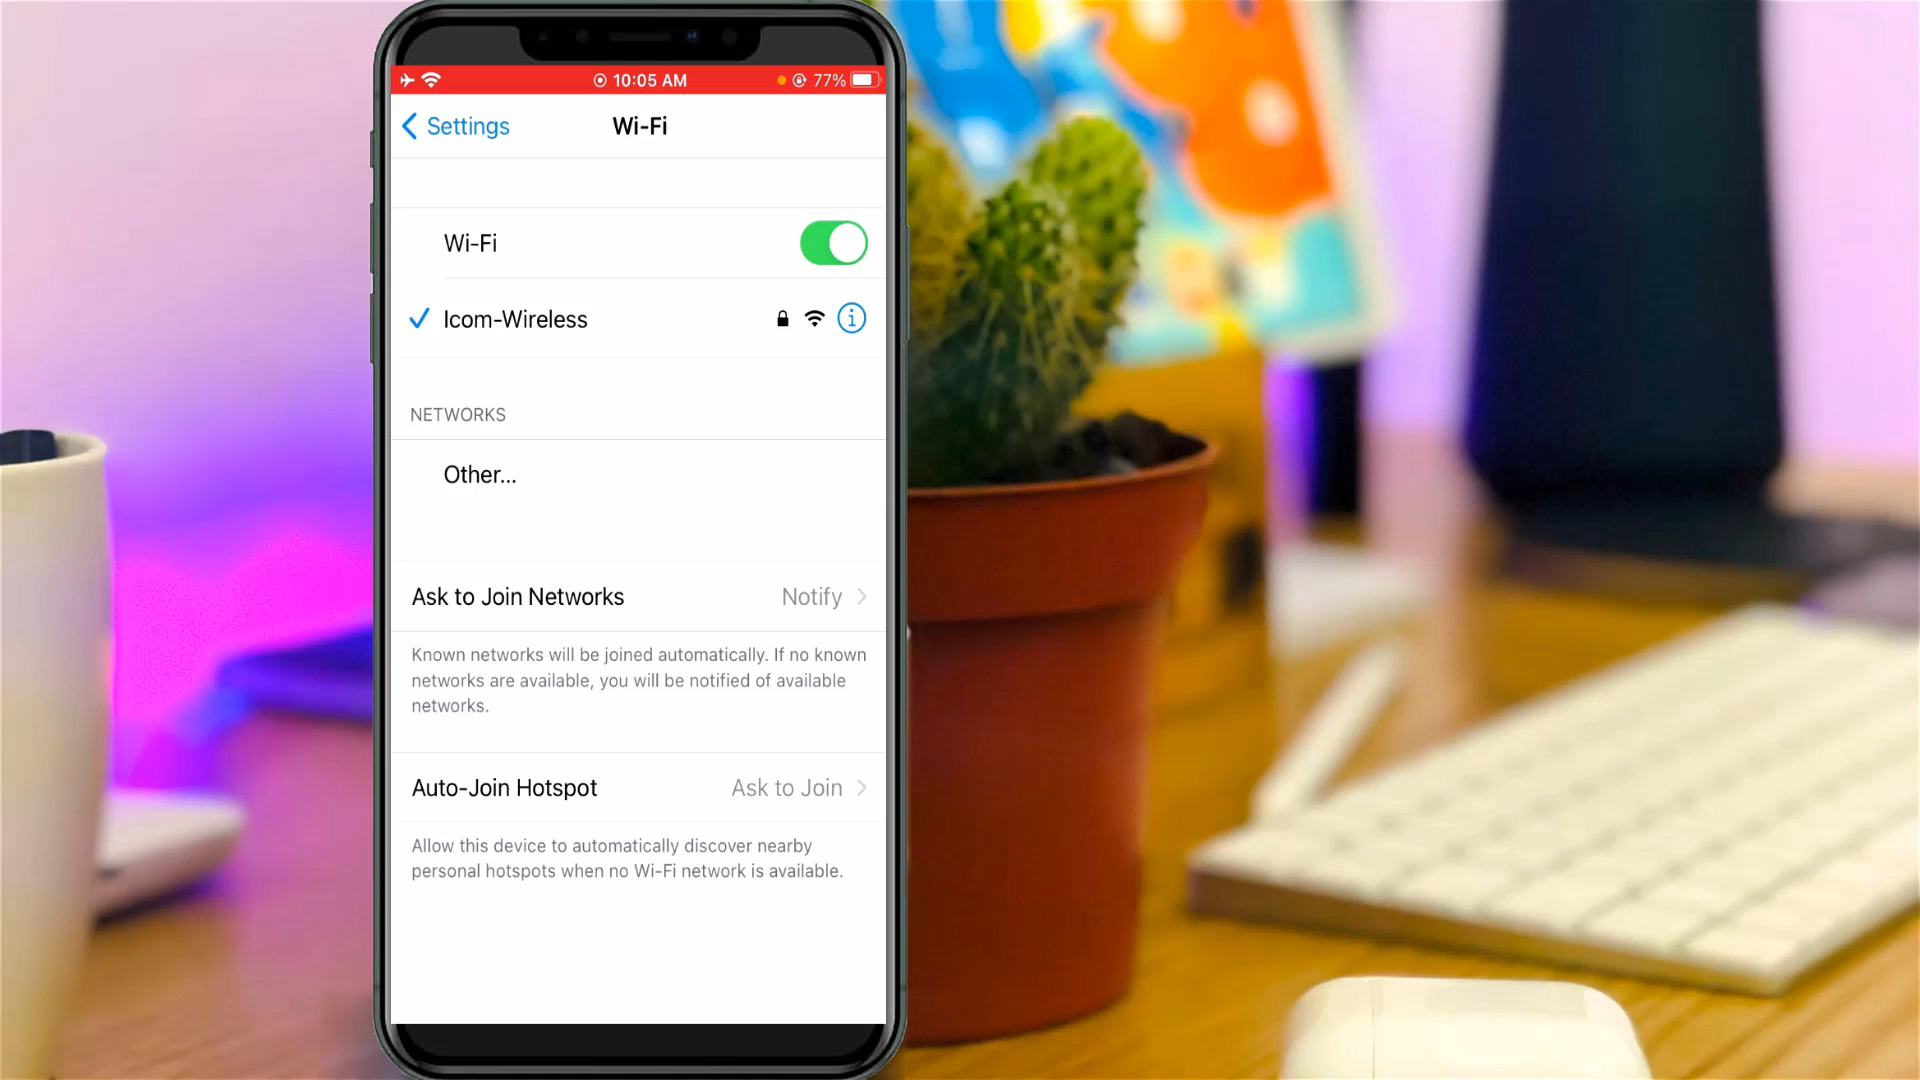 10:05 AM 77%
Settings Wi-Fi
Wi-Fi
Icom-Wireless
NETWORKS
Other...
Ask to Join Networks Notify
Known networks will be joined automatically. If no known
networks are available, you will be notified of available
networks.
Auto-Join Hotspot Ask to Join
Allow this device to automatically discover nearby
personal hotspots when no Wi-Fi network is available.